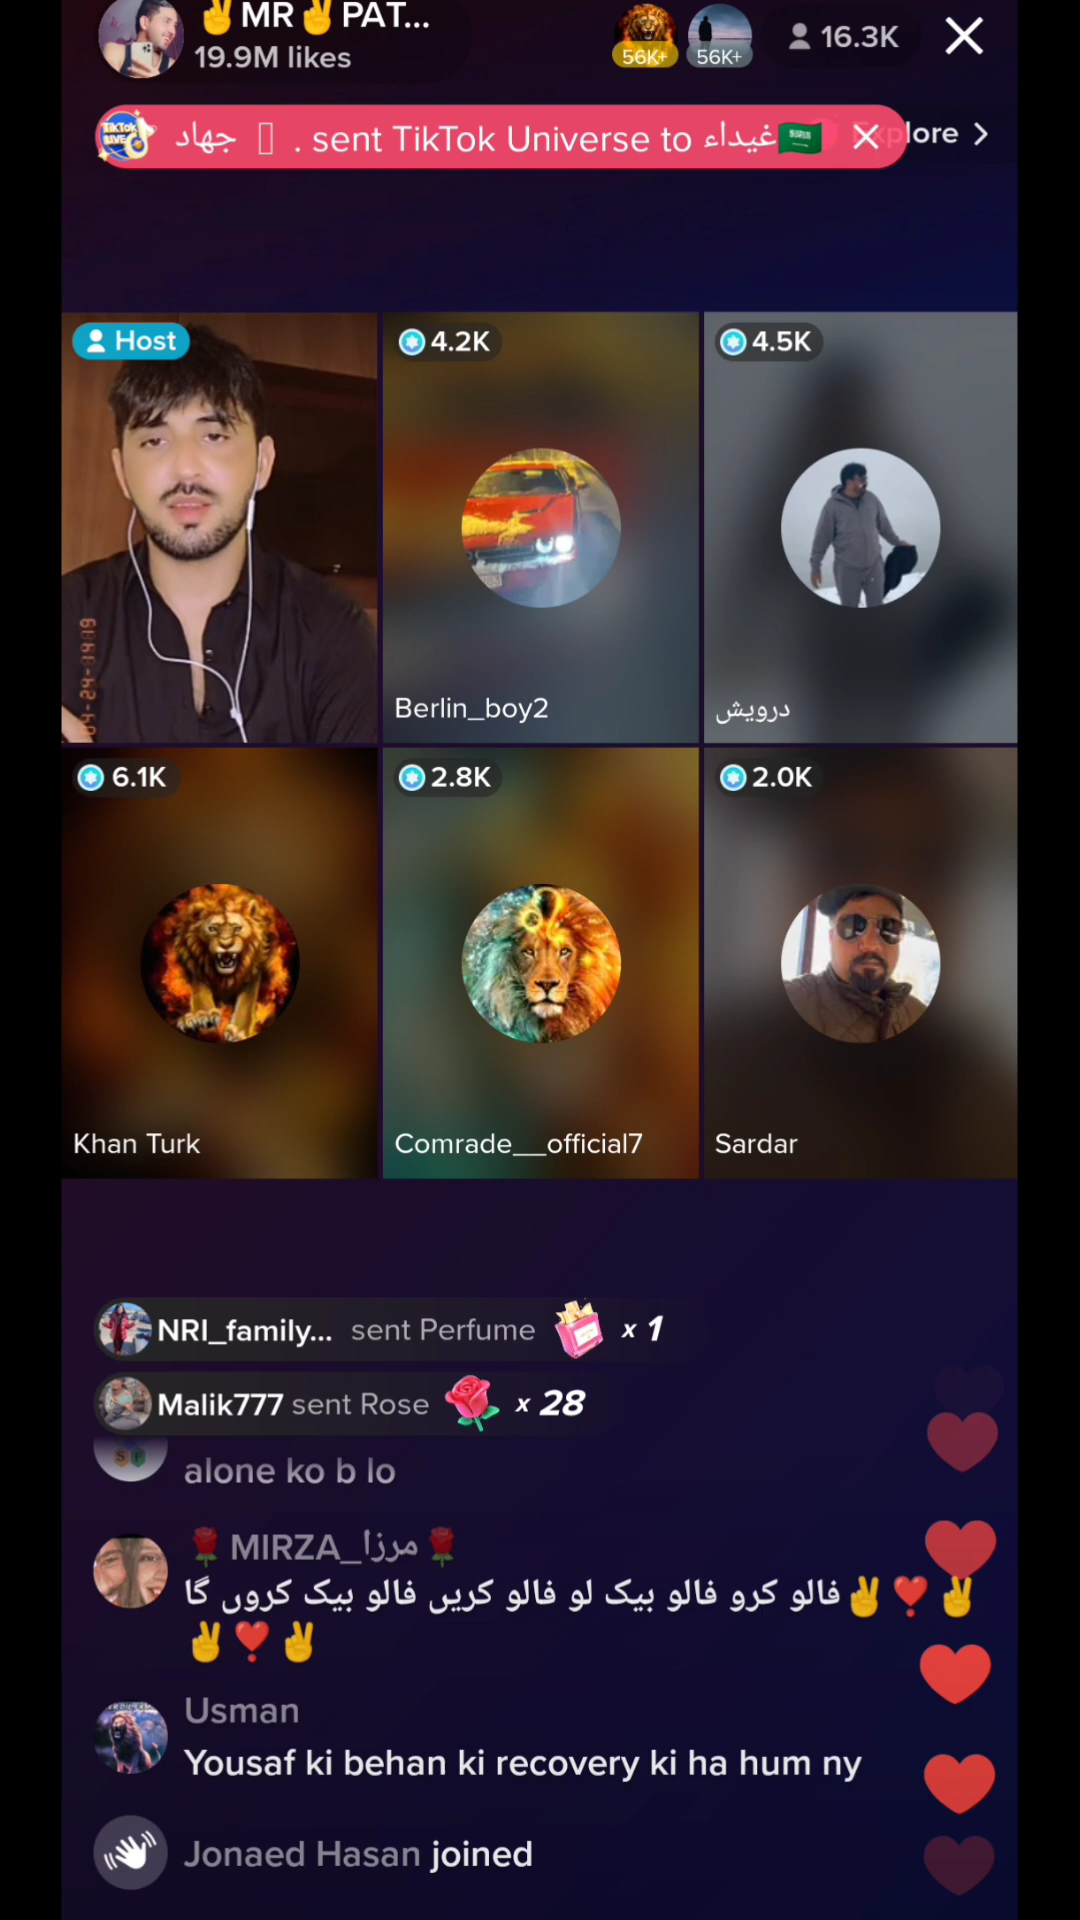 ✌️MR✌️PAT...
19.9M likes
56K+
56K+
16.3K
جهاد . sent TikTok Universe to غيداء🇸🇦
Explore >
Host
4.2K
4.5K
Berlin_boy2
درویش
6.1K
2.8K
2.0K
Khan Turk
Comrade__official7
Sardar
NRI_family... sent Perfume x 1
Malik777 sent Rose x 28
alone ko b lo
🌹MIRZA_مرزا🌹
فالو کرو فالو بیک لو فالو کریں فالو بیک کروں گا✌️❣️✌️
✌️❣️✌️
Usman
Yousaf ki behan ki recovery ki ha hum ny
Jonaed Hasan joined